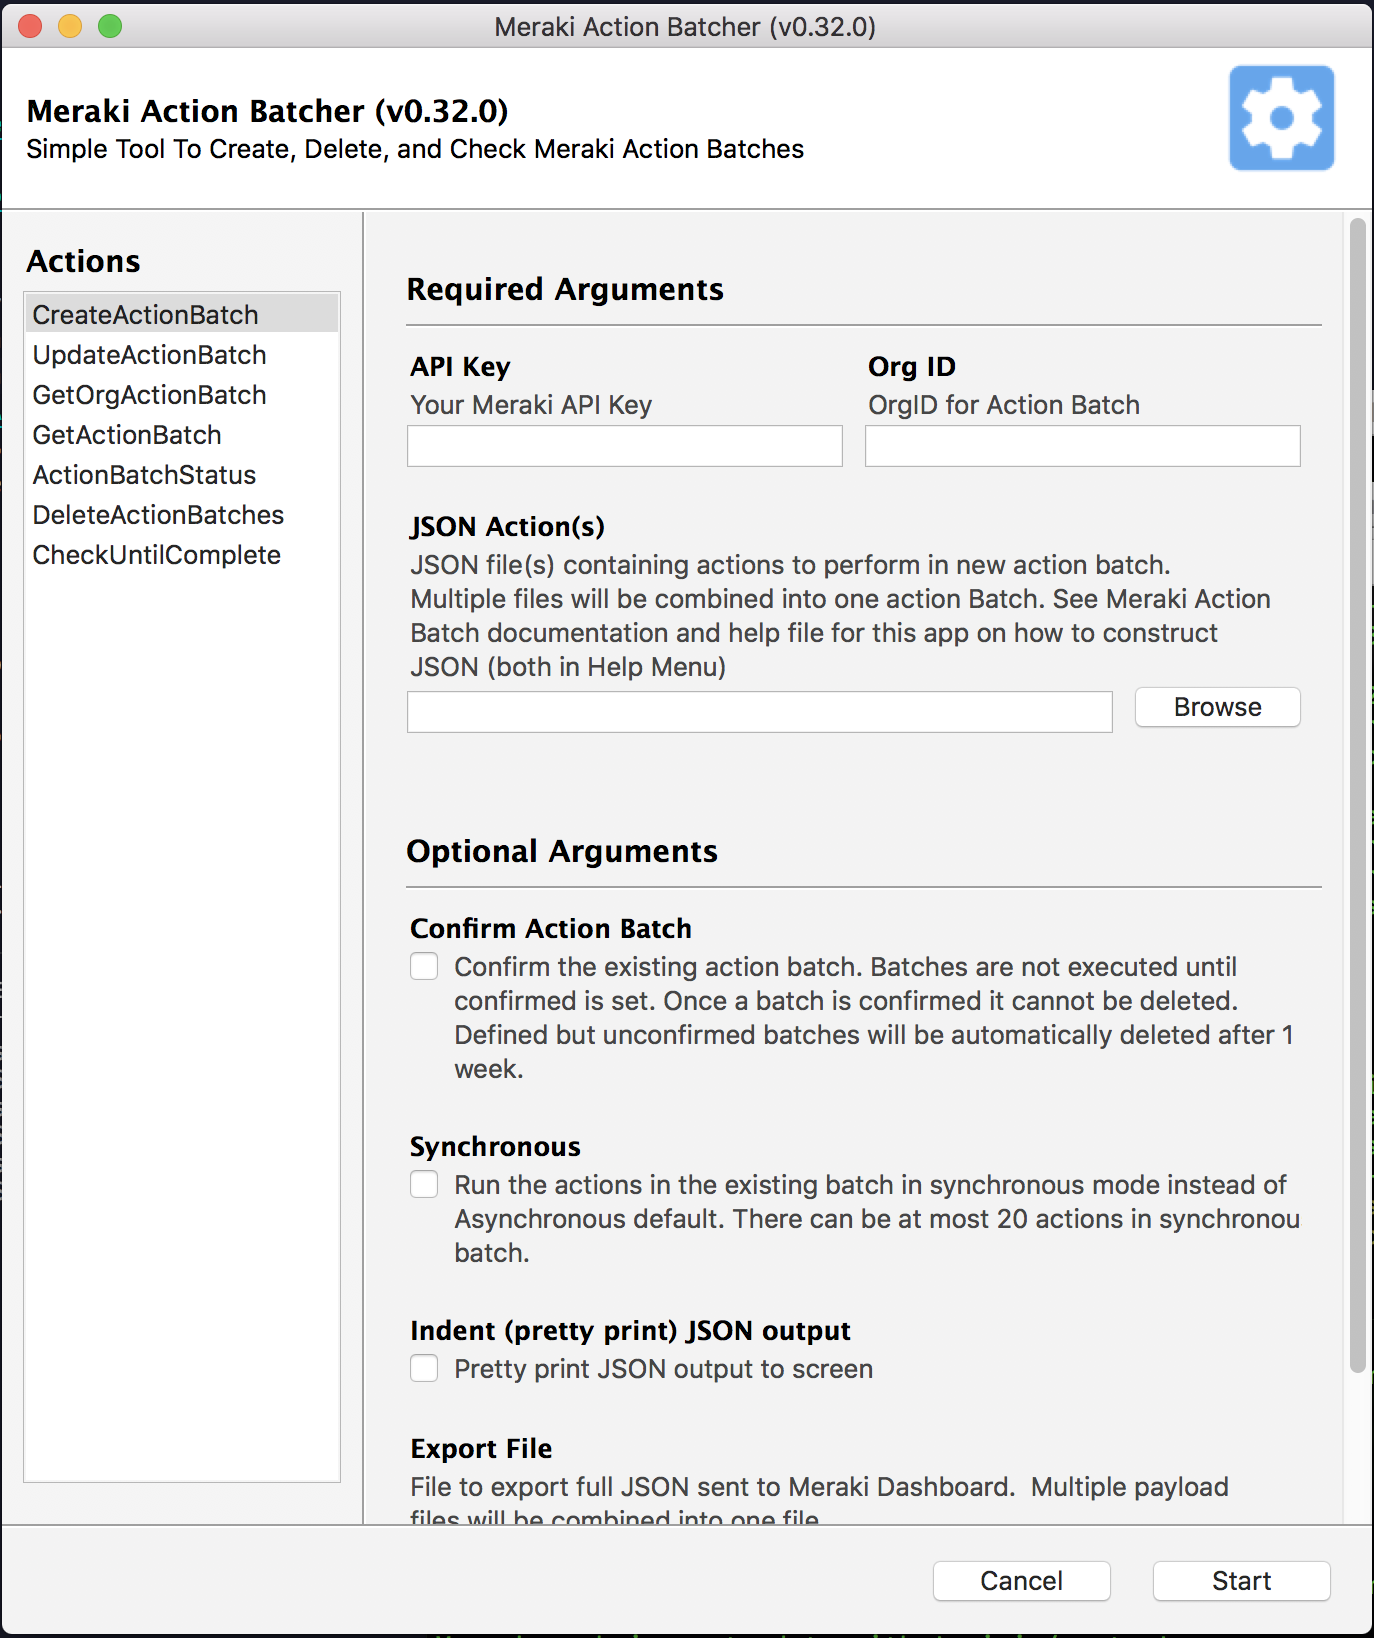 Meraki Action Batcher (v0.32.0)
Meraki Action Batcher (v0.32.0)
Simple Tool To Create, Delete, and Check Meraki Action Batches
Actions
CreateActionBatch
UpdateActionBatch
GetOrgActionBatch
GetActionBatch
ActionBatchStatus
DeleteActionBatches
CheckUntilComplete
Required Arguments
API Key
Your Meraki API Key
Org ID
OrgID for Action Batch
JSON Action(s)
JSON file(s) containing actions to perform in new action batch.
Multiple files will be combined into one action Batch. See Meraki Action
Batch documentation and help file for this app on how to construct
JSON (both in Help Menu)
Browse
Optional Arguments
Confirm Action Batch
Confirm the existing action batch. Batches are not executed until
confirmed is set. Once a batch is confirmed it cannot be deleted.
Defined but unconfirmed batches will be automatically deleted after 1
week.
Synchronous
Run the actions in the existing batch in synchronous mode instead of
Asynchronous default. There can be at most 20 actions in synchronou
batch.
Indent (pretty print) JSON output
Pretty print JSON output to screen
Export File
File to export full JSON sent to Meraki Dashboard.  Multiple payload
files will be combined into one file
Cancel
Start